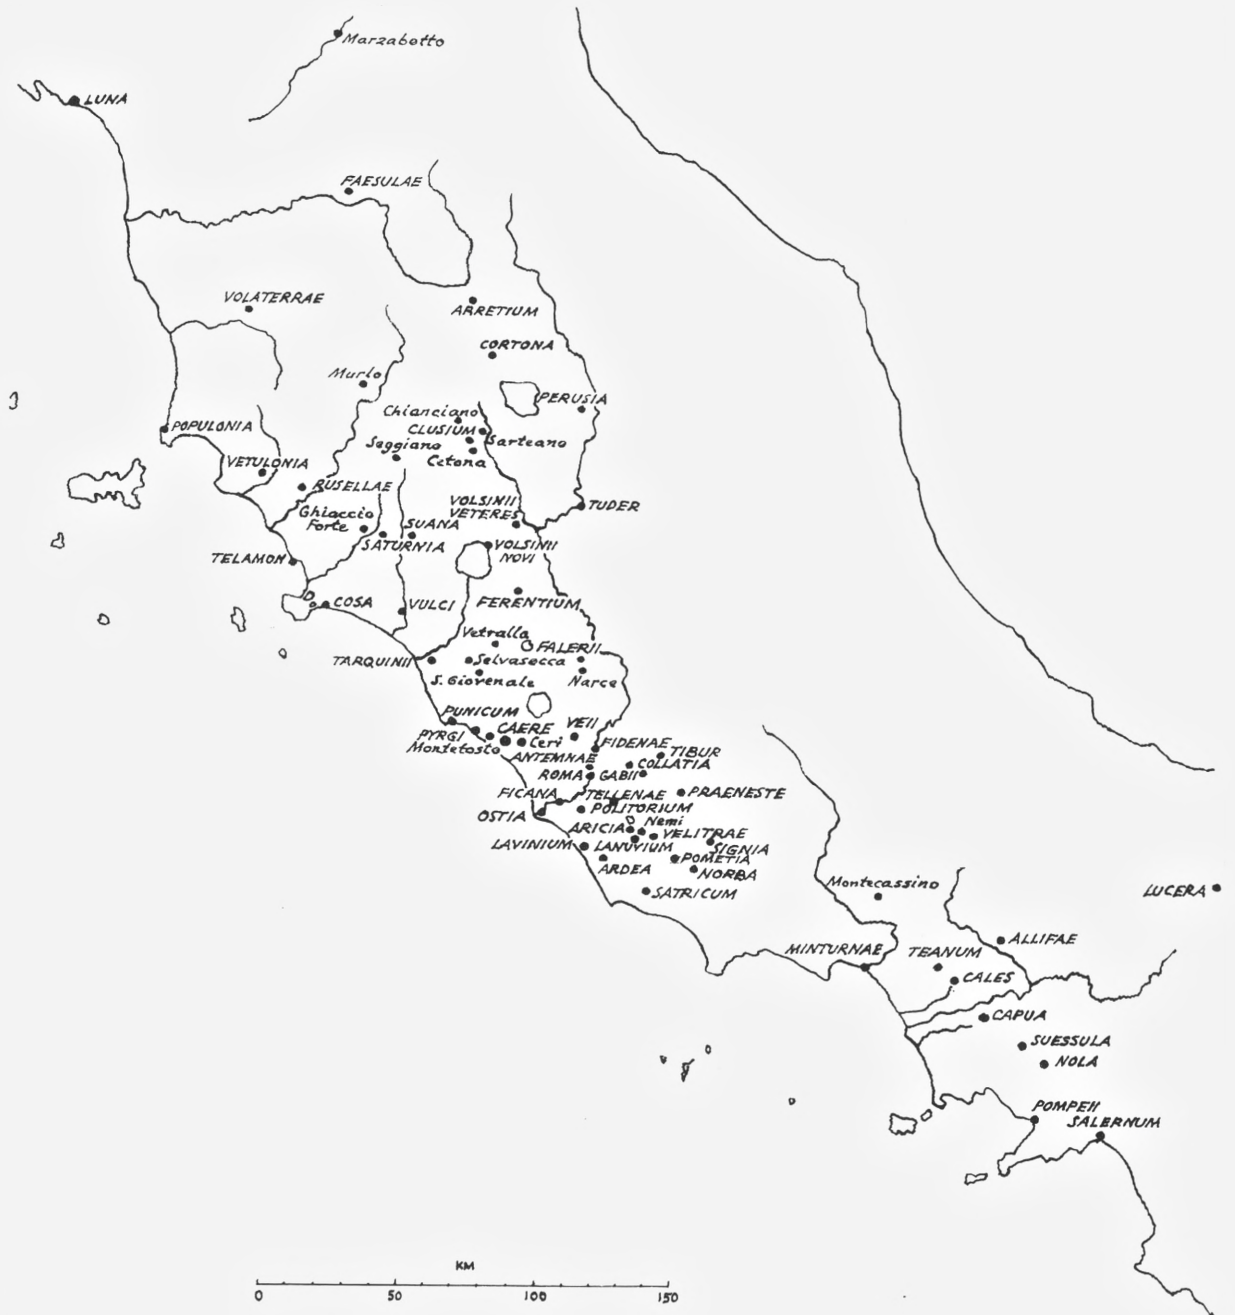 Marzabotto
LUNA
FAESULAE
VOLATERRAE
ARRETIUM
CORTONA
Murlo
PERUSIA
Chianciano
POPULONIA
CLUSIUM
Sarteano
Seggiano
Cetona
VETULONIA
RUSELLAE
VOLSINII
VETERES
TUDER
Ghiaccio
Forte
SUANA
SATURNIA
VOLSINII
NOVI
TELAMON
COSA
VULCI
FERENTIUM
Vetralla
FALERII
TARQUINII
Selvasecca
S. Giovenale
Narce
PUNICUM
PYRGI
CAERE
VEII
Montetosto
Ceri
FIDENAE
TIBUR
ANTEMNAE
COLLATIA
ROMA
GABII
FICANA
TELLENAE
PRAENESTE
OSTIA
POLITORIUM
ARICIA
Nemi
VELITRAE
LAVINIUM
LANUVIUM
SIGNIA
ARDEA
POMETIA
NORBA
SATRICUM
Montecassino
LUCERA
MINTURNAE
TEANUM
ALLIFAE
CALES
CAPUA
SUESSULA
NOLA
POMPEII
SALERNUM
KM
0 50 100 150